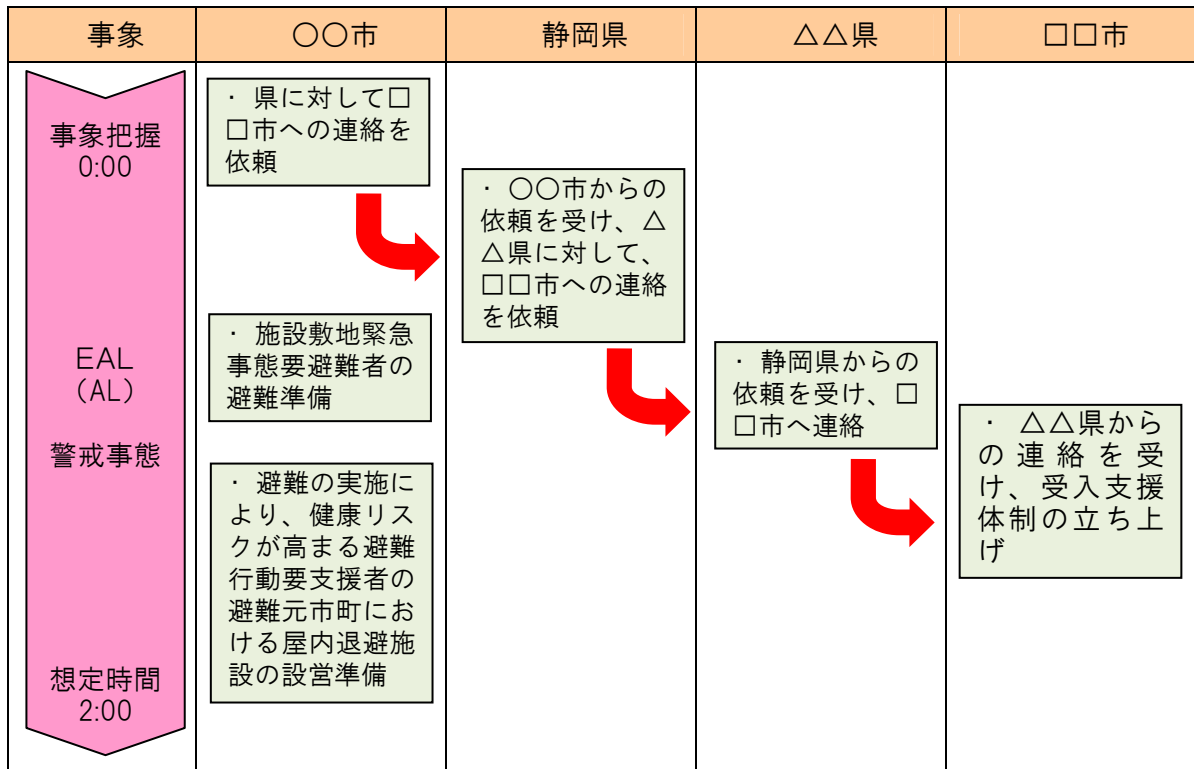 事象
〇〇市
静岡県
△△県
□□市
事象把握
0:00
EAL
(AL)
警戒事態
想定時間
2:00
・ 県に対して□
□市への連絡を
依頼
・ 施設敷地緊急
事態要避難者の
避難準備
・ 避難の実施に
より、健康リス
クが高まる避難
行動要支援者の
避難元市町にお
ける屋内退避施
設の設営準備
・ 〇〇市からの
依頼を受け、△
△県に対して、
□□市への連絡
を依頼
・ 静岡県からの
依頼を受け、□
□市へ連絡
・ △△県から
の連絡を受
け、受入支援
体制の立ち上
げ